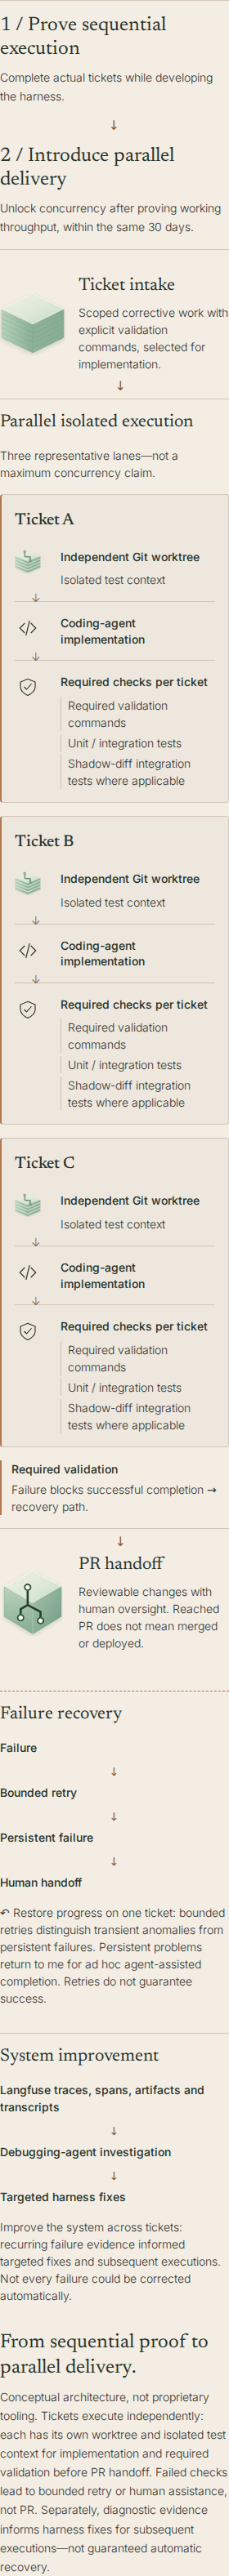 1 / Prove sequential
execution
Complete actual tickets while developing
the harness.
↓
2 / Introduce parallel
delivery
Unlock concurrency after proving working
throughput, within the same 30 days.
Ticket intake
Scoped corrective work with
explicit validation
commands, selected for
implementation.
↓
Parallel isolated execution
Three representative lanes—not a
maximum concurrency claim.
Ticket A
Independent Git worktree
Isolated test context
↓
</> Coding-agent
implementation
↓
Required checks per ticket
Required validation
commands
Unit / integration tests
Shadow-diff integration
tests where applicable
Ticket B
Independent Git worktree
Isolated test context
↓
</> Coding-agent
implementation
↓
Required checks per ticket
Required validation
commands
Unit / integration tests
Shadow-diff integration
tests where applicable
Ticket C
Independent Git worktree
Isolated test context
↓
</> Coding-agent
implementation
↓
Required checks per ticket
Required validation
commands
Unit / integration tests
Shadow-diff integration
tests where applicable
Required validation
Failure blocks successful completion →
recovery path.
↓
PR handoff
Reviewable changes with
human oversight. Reached
PR does not mean merged
or deployed.
Failure recovery
Failure
↓
Bounded retry
↓
Persistent failure
↓
Human handoff
↶ Restore progress on one ticket: bounded
retries distinguish transient anomalies from
persistent failures. Persistent problems
return to me for ad hoc agent-assisted
completion. Retries do not guarantee
success.
System improvement
Langfuse traces, spans, artifacts and
transcripts
↓
Debugging-agent investigation
↓
Targeted harness fixes
Improve the system across tickets:
recurring failure evidence informed
targeted fixes and subsequent executions.
Not every failure could be corrected
automatically.
From sequential proof to
parallel delivery.
Conceptual architecture, not proprietary
tooling. Tickets execute independently:
each has its own worktree and isolated test
context for implementation and required
validation before PR handoff. Failed checks
lead to bounded retry or human assistance,
not PR. Separately, diagnostic evidence
informs harness fixes for subsequent
executions—not guaranteed automatic
recovery.